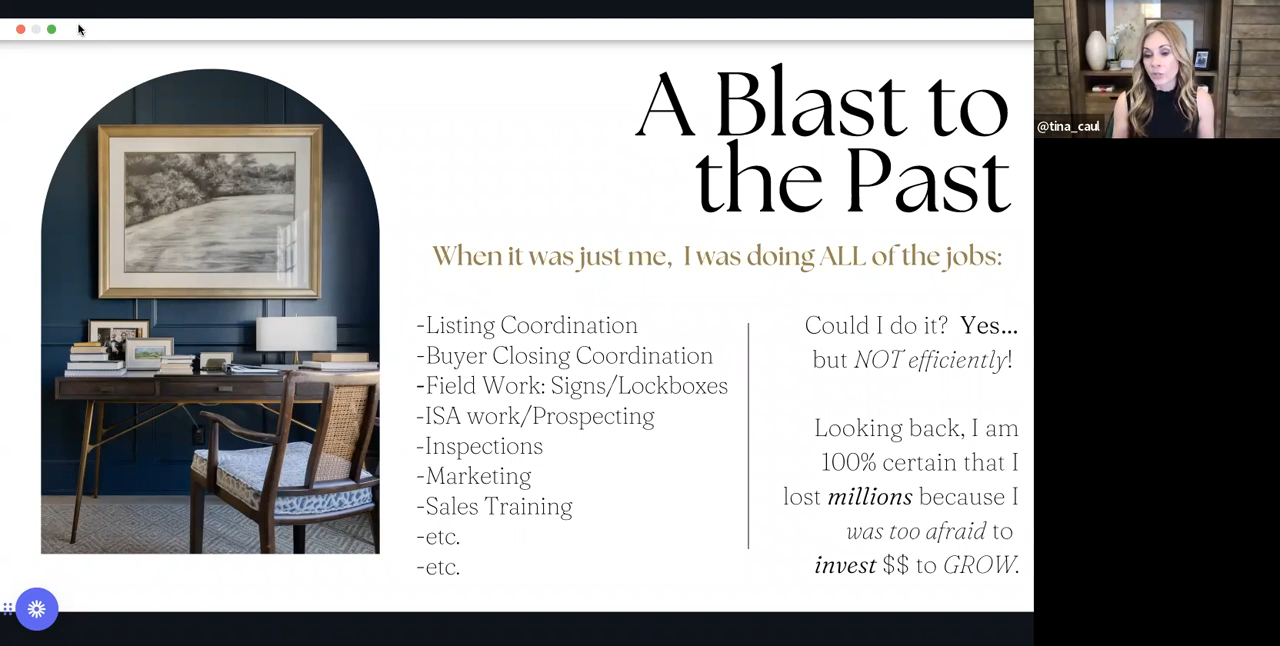 A Blast to
the Past
When it was just me, I was doing ALL of the jobs:
-Listing Coordination
-Buyer Closing Coordination
-Field Work: Signs/Lockboxes
-ISA work/Prospecting
-Inspections
-Marketing
-Sales Training
-etc.
-etc.
Could I do it? Yes...
but NOT efficiently!
Looking back, I am
100% certain that I
lost millions because I
was too afraid to
invest $$ to GROW.
@tina_caul